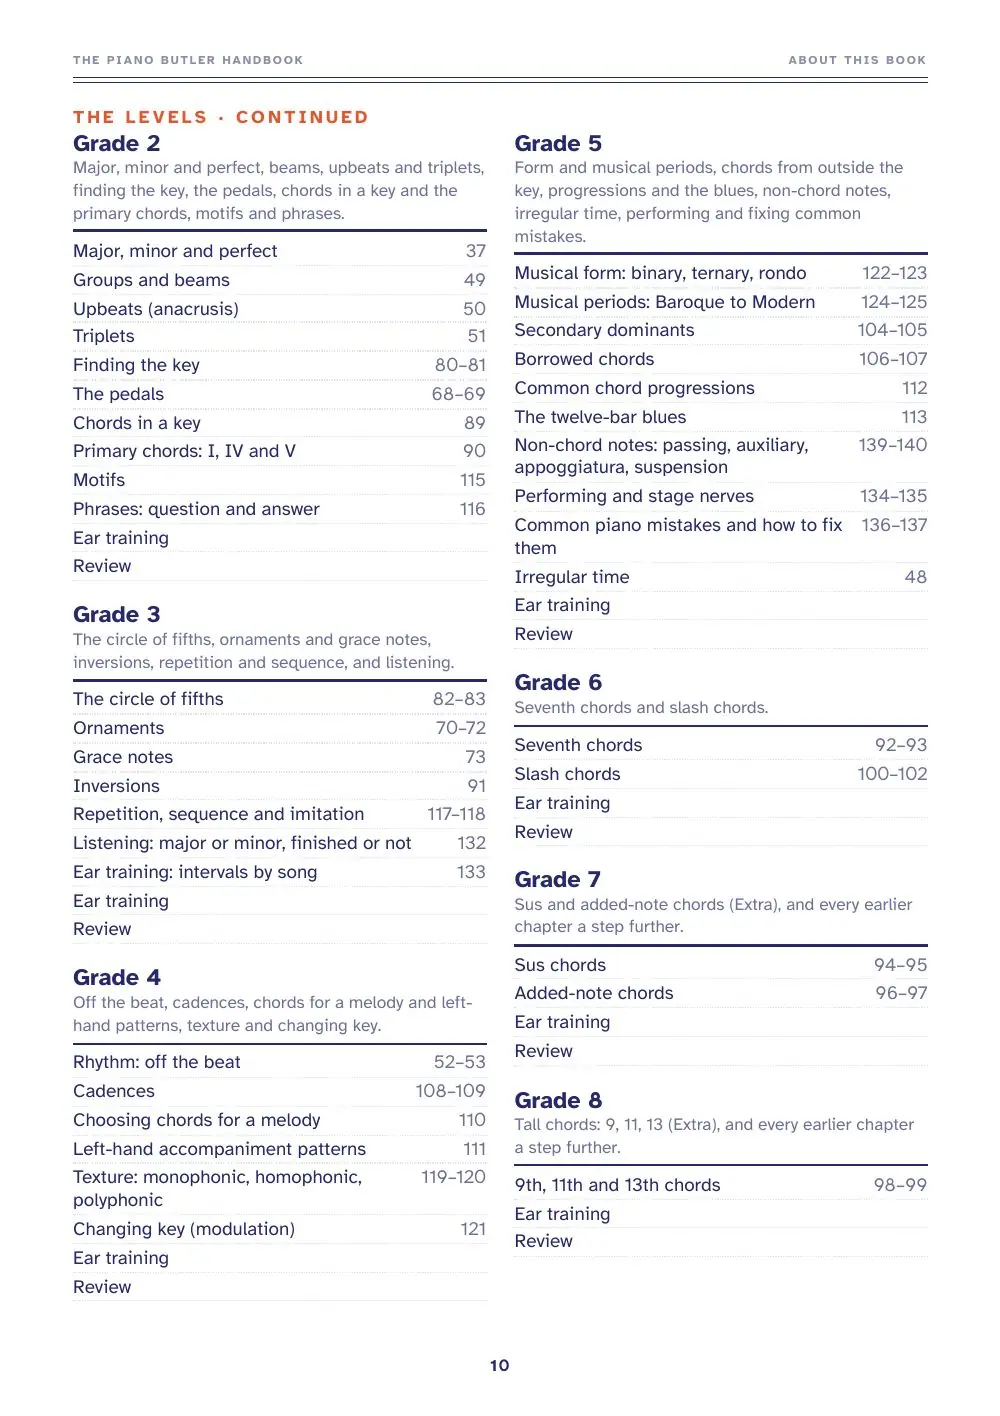 THE PIANO BUTLER HANDBOOK
ABOUT THIS BOOK
THE LEVELS · CONTINUED
Grade 2
Major, minor and perfect, beams, upbeats and triplets,
finding the key, the pedals, chords in a key and the
primary chords, motifs and phrases.
Major, minor and perfect 37
Groups and beams 49
Upbeats (anacrusis) 50
Triplets 51
Finding the key 80–81
The pedals 68–69
Chords in a key 89
Primary chords: I, IV and V 90
Motifs 115
Phrases: question and answer 116
Ear training
Review
Grade 3
The circle of fifths, ornaments and grace notes,
inversions, repetition and sequence, and listening.
The circle of fifths 82–83
Ornaments 70–72
Grace notes 73
Inversions 91
Repetition, sequence and imitation 117–118
Listening: major or minor, finished or not 132
Ear training: intervals by song 133
Ear training
Review
Grade 4
Off the beat, cadences, chords for a melody and left-
hand patterns, texture and changing key.
Rhythm: off the beat 52–53
Cadences 108–109
Choosing chords for a melody 110
Left-hand accompaniment patterns 111
Texture: monophonic, homophonic, 119–120
polyphonic
Changing key (modulation) 121
Ear training
Review
Grade 5
Form and musical periods, chords from outside the
key, progressions and the blues, non-chord notes,
irregular time, performing and fixing common
mistakes.
Musical form: binary, ternary, rondo 122–123
Musical periods: Baroque to Modern 124–125
Secondary dominants 104–105
Borrowed chords 106–107
Common chord progressions 112
The twelve-bar blues 113
Non-chord notes: passing, auxiliary, 139–140
appoggiatura, suspension
Performing and stage nerves 134–135
Common piano mistakes and how to fix 136–137
them
Irregular time 48
Ear training
Review
Grade 6
Seventh chords and slash chords.
Seventh chords 92–93
Slash chords 100–102
Ear training
Review
Grade 7
Sus and added-note chords (Extra), and every earlier
chapter a step further.
Sus chords 94–95
Added-note chords 96–97
Ear training
Review
Grade 8
Tall chords: 9, 11, 13 (Extra), and every earlier chapter
a step further.
9th, 11th and 13th chords 98–99
Ear training
Review
10